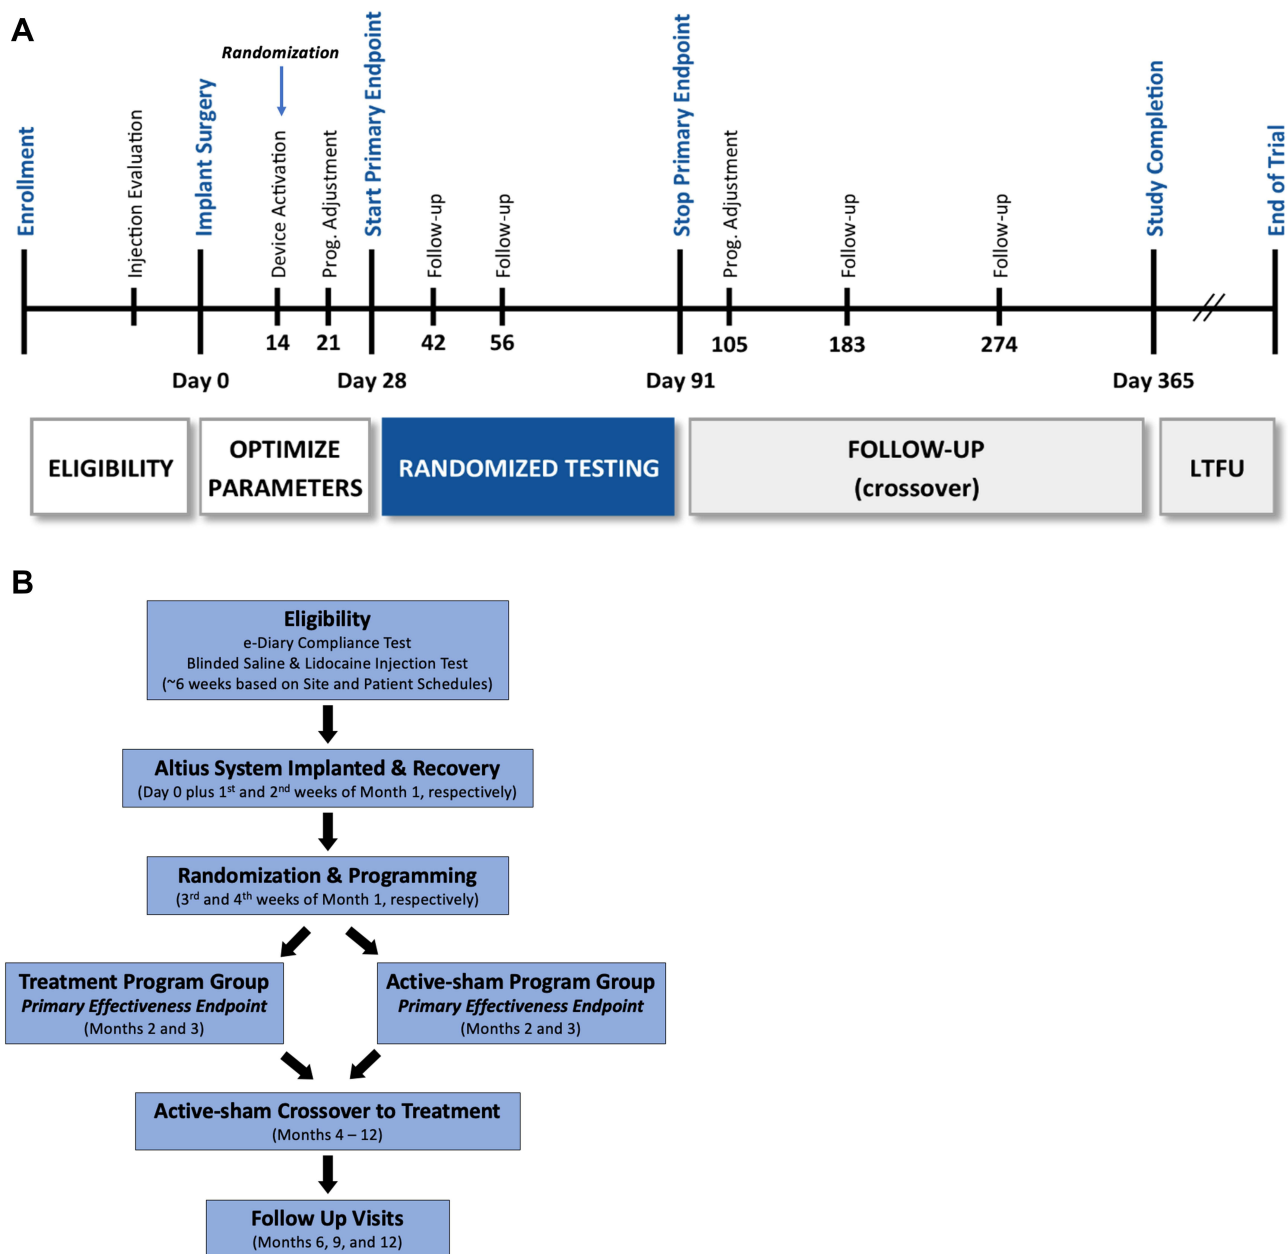 A
Randomization
Enrollment
Injection Evaluation
Implant Surgery
Device Activation
Prog. Adjustment
Start Primary Endpoint
Follow-up
Follow-up
Stop Primary Endpoint
Prog. Adjustment
Follow-up
Follow-up
Study Completion
End of Trial
14
21
42
56
105
183
274
Day 0
Day 28
Day 91
Day 365
ELIGIBILITY
OPTIMIZE
PARAMETERS
RANDOMIZED TESTING
FOLLOW-UP
(crossover)
LTFU
B
Eligibility
e-Diary Compliance Test
Blinded Saline & Lidocaine Injection Test
(~6 weeks based on Site and Patient Schedules)
Altius System Implanted & Recovery
(Day 0 plus 1st and 2nd weeks of Month 1, respectively)
Randomization & Programming
(3rd and 4th weeks of Month 1, respectively)
Treatment Program Group
Primary Effectiveness Endpoint
(Months 2 and 3)
Active-sham Program Group
Primary Effectiveness Endpoint
(Months 2 and 3)
Active-sham Crossover to Treatment
(Months 4 – 12)
Follow Up Visits
(Months 6, 9, and 12)